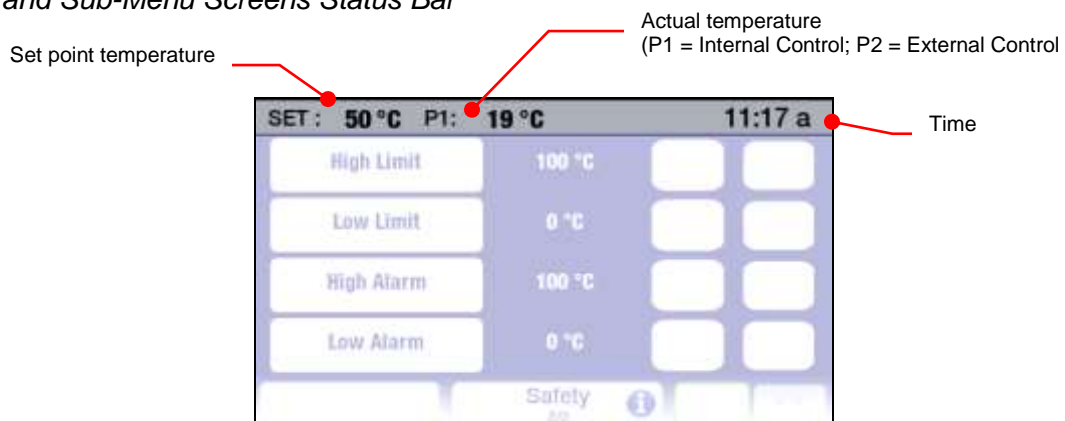 and Sub-Menu Screens Status Bar
Actual temperature
(P1 = Internal Control; P2 = External Control
Set point temperature
SET : 50 °C P1: 19 °C 11:17 a
Time
High Limit 100 °C
Low Limit 0 °C
High Alarm 100 °C
Low Alarm 0 °C
Safety